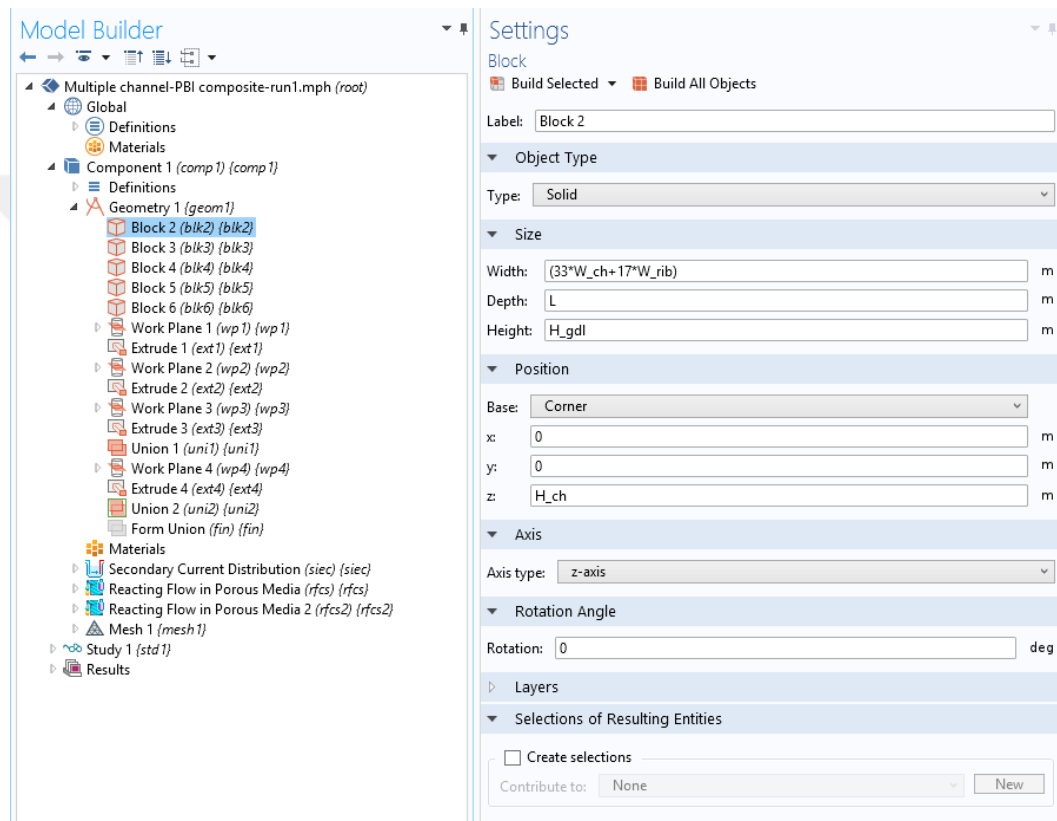 Model Builder
Multiple channel-PBI composite-run1.mph (root)
Global
Definitions
Materials
Component 1 (comp1) {comp1}
Definitions
Geometry 1 {geom1}
Block 2 (blk2) {blk2}
Block 3 (blk3) {blk3}
Block 4 (blk4) {blk4}
Block 5 (blk5) {blk5}
Block 6 (blk6) {blk6}
Work Plane 1 (wp1) {wp1}
Extrude 1 (ext1) {ext1}
Work Plane 2 (wp2) {wp2}
Extrude 2 (ext2) {ext2}
Work Plane 3 (wp3) {wp3}
Extrude 3 (ext3) {ext3}
Union 1 (uni1) {uni1}
Work Plane 4 (wp4) {wp4}
Extrude 4 (ext4) {ext4}
Union 2 (uni2) {uni2}
Form Union (fin) {fin}
Materials
Secondary Current Distribution (siec) {siec}
Reacting Flow in Porous Media (rfcs) {rfcs}
Reacting Flow in Porous Media 2 (rfcs2) {rfcs2}
Mesh 1 {mesh1}
Study 1 {std1}
Results
Settings
Block
Build Selected Build All Objects
Label: Block 2
Object Type
Type: Solid
Size
Width: (33*W_ch+17*W_rib) m
Depth: L m
Height: H_gdl m
Position
Base: Corner
x: 0 m
y: 0 m
z: H_ch m
Axis
Axis type: z-axis
Rotation Angle
Rotation: 0 deg
Layers
Selections of Resulting Entities
Create selections
Contribute to: None New